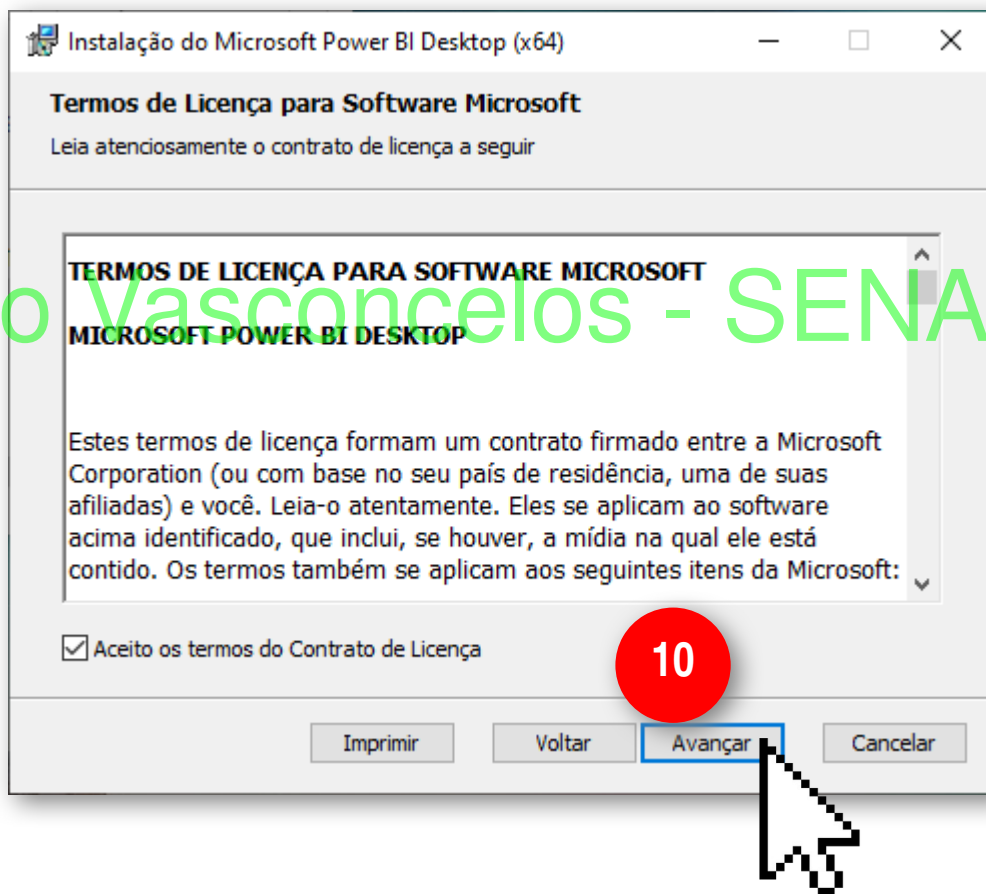 Instalação do Microsoft Power BI Desktop (x64)
Termos de Licença para Software Microsoft
Leia atenciosamente o contrato de licença a seguir
TERMOS DE LICENÇA PARA SOFTWARE MICROSOFT
o Vasconcelos - SENA
MICROSOFT POWER BI DESKTOP
Estes termos de licença formam um contrato firmado entre a Microsoft
Corporation (ou com base no seu país de residência, uma de suas
afiliadas) e você. Leia-o atentamente. Eles se aplicam ao software
acima identificado, que inclui, se houver, a mídia na qual ele está
contido. Os termos também se aplicam aos seguintes itens da Microsoft:
Aceito os termos do Contrato de Licença
10
Imprimir Voltar Avançar Cancelar